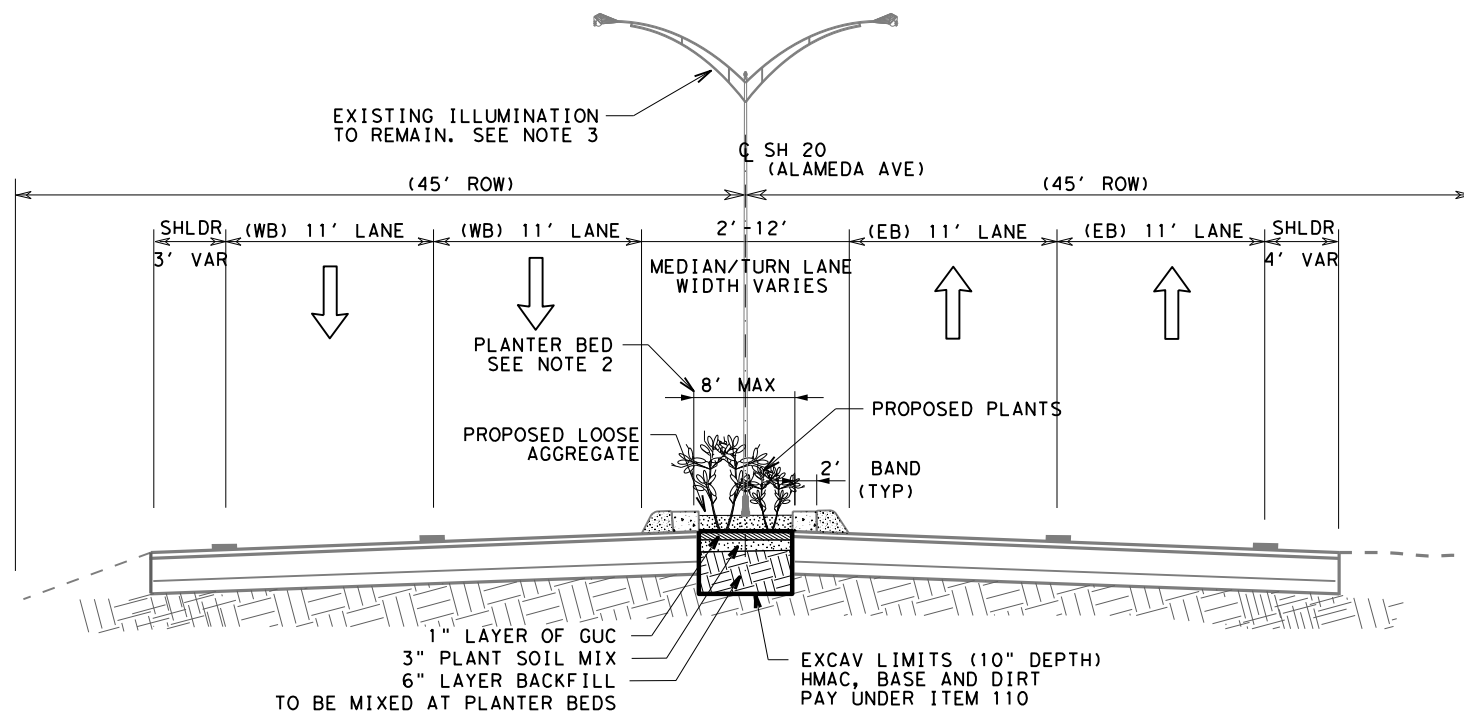 EXISTING ILLUMINATION
TO REMAIN. SEE NOTE 3
℄ SH 20
(ALAMEDA AVE)
(45' ROW)
(45' ROW)
SHLDR
3' VAR
(WB) 11' LANE
(WB) 11' LANE
2'-12'
MEDIAN/TURN LANE
WIDTH VARIES
(EB) 11' LANE
(EB) 11' LANE
SHLDR
4' VAR
PLANTER BED
SEE NOTE 2
8' MAX
PROPOSED PLANTS
PROPOSED LOOSE
AGGREGATE
2' BAND
(TYP)
1" LAYER OF GUC
3" PLANT SOIL MIX
6" LAYER BACKFILL
TO BE MIXED AT PLANTER BEDS
EXCAV LIMITS (10" DEPTH)
HMAC, BASE AND DIRT
PAY UNDER ITEM 110